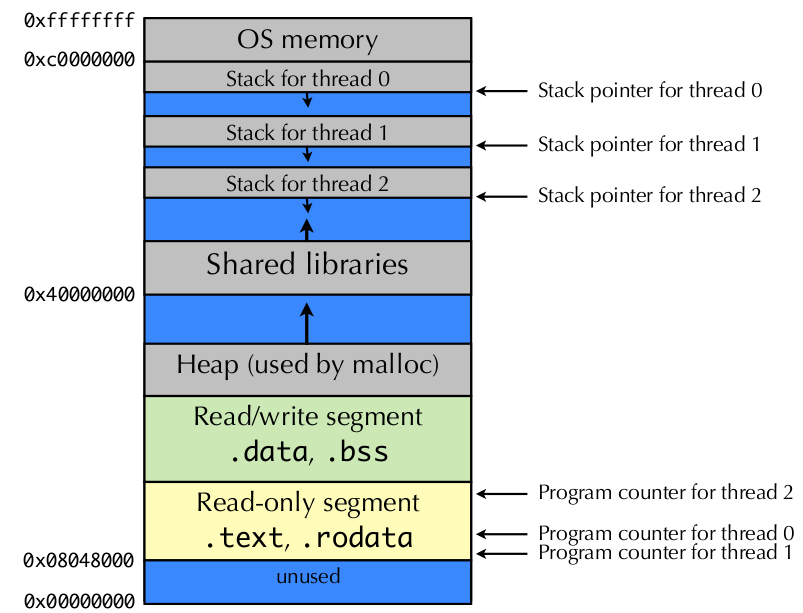 0xffffffff
OS memory
0xc0000000
Stack for thread 0
Stack pointer for thread 0
Stack for thread 1
Stack pointer for thread 1
Stack for thread 2
Stack pointer for thread 2
Shared libraries
0x40000000
Heap (used by malloc)
Read/write segment
.data, .bss
Read-only segment
Program counter for thread 2
.text, .rodata
Program counter for thread 0
Program counter for thread 1
0x08048000
unused
0x00000000